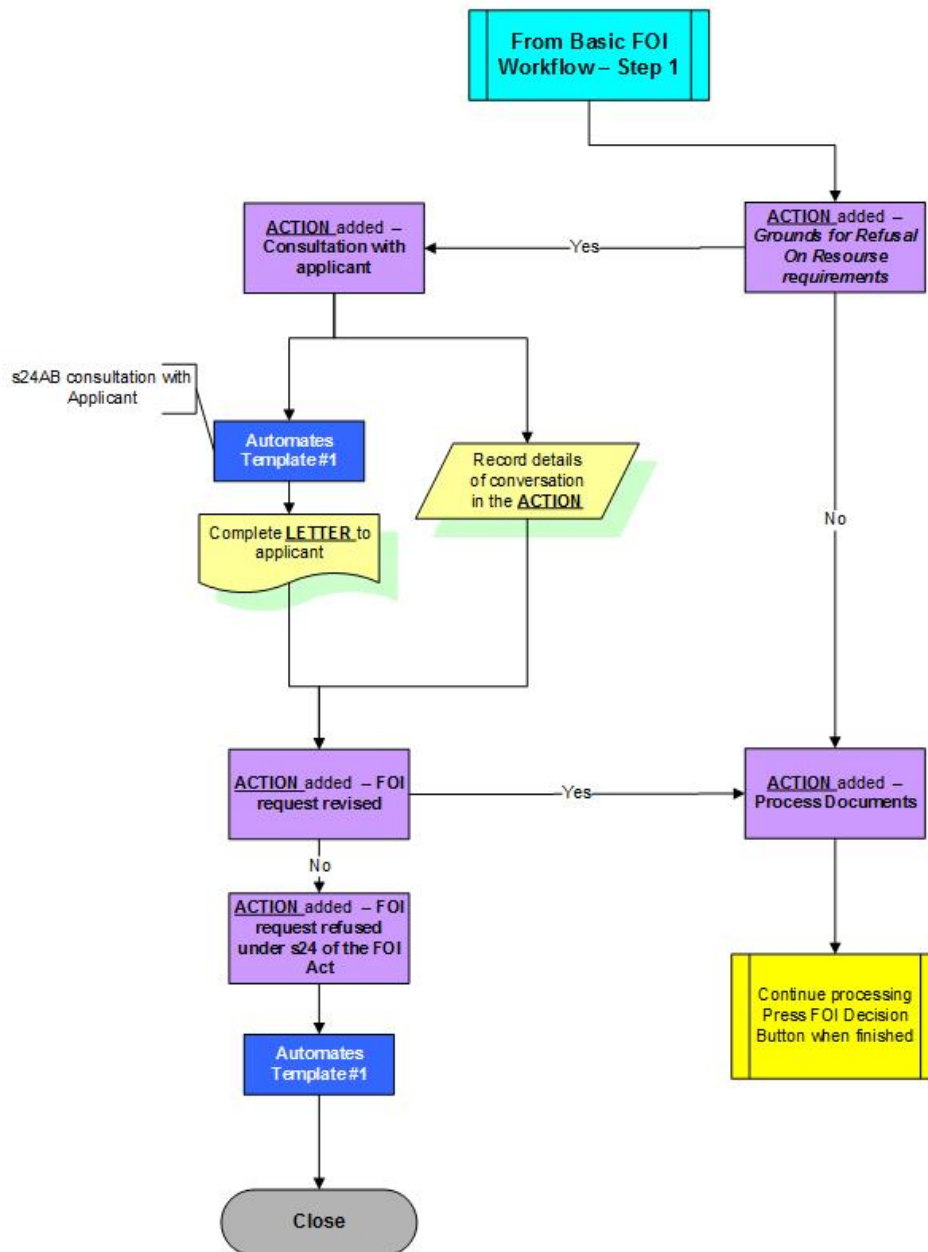 From Basic FOI
Workflow – Step 1
ACTION added –
Consultation with
applicant
Yes
ACTION added –
Grounds for Refusal
On Resourse
requirements
s24AB consultation with
Applicant
Automates
Template #1
Record details
of conversation
in the ACTION
No
Complete LETTER to
applicant
ACTION added – FOI
request revised
Yes
ACTION added –
Process Documents
No
ACTION added – FOI
request refused
under s24 of the FOI
Act
Continue processing
Press FOI Decision
Button when finished
Automates
Template #1
Close